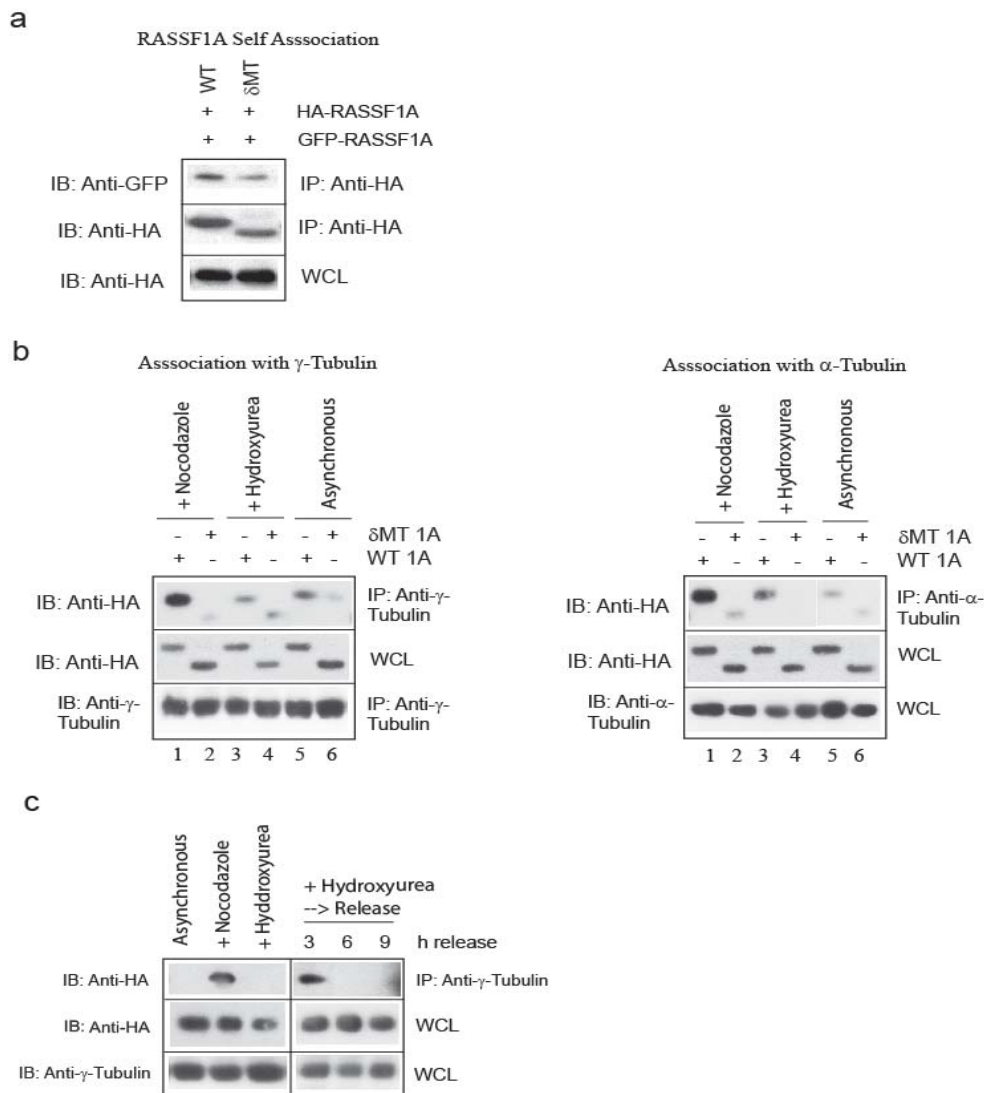 a
RASSF1A Self Asssociation
WT δMT
+ + HA-RASSF1A
+ + GFP-RASSF1A
IB: Anti-GFP IP: Anti-HA
IB: Anti-HA IP: Anti-HA
IB: Anti-HA WCL
b
Asssociation with γ-Tubulin
+ Nocodazole + Hydroxyurea Asynchronous
- + - + - + δMT 1A
+ - + - + - WT 1A
IB: Anti-HA IP: Anti-γ-
Tubulin
IB: Anti-HA WCL
IB: Anti-γ- IP: Anti-γ-
Tubulin Tubulin
1 2 3 4 5 6
Asssociation with α-Tubulin
+ Nocodazole + Hydroxyurea Asynchronous
- + - + - + δMT 1A
+ - + - + - WT 1A
IB: Anti-HA IP: Anti-α-
Tubulin
IB: Anti-HA WCL
IB: Anti-α- WCL
Tubulin
1 2 3 4 5 6
c
Asynchronous + Nocodazole + Hyddroxyurea
+ Hydroxyurea
--> Release
3 6 9 h release
IB: Anti-HA IP: Anti-γ-Tubulin
IB: Anti-HA WCL
IB: Anti-γ-Tubulin WCL